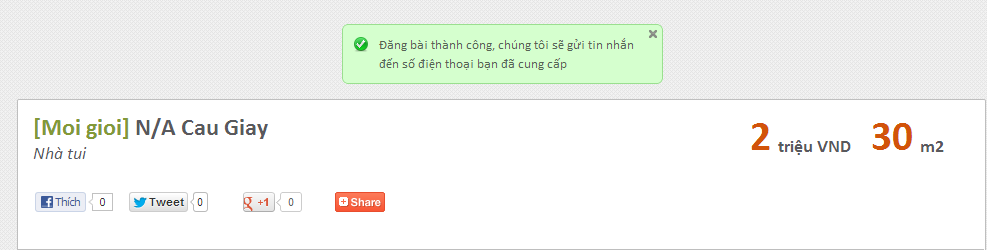 Đăng bài thành công, chúng tôi sẽ gửi tin nhắn
đến số điện thoại bạn đã cung cấp
[Moi gioi] N/A Cau Giay
2 triệu VND 30 m2
Nhà tui
Thích 0 Tweet 0 +1 0 Share